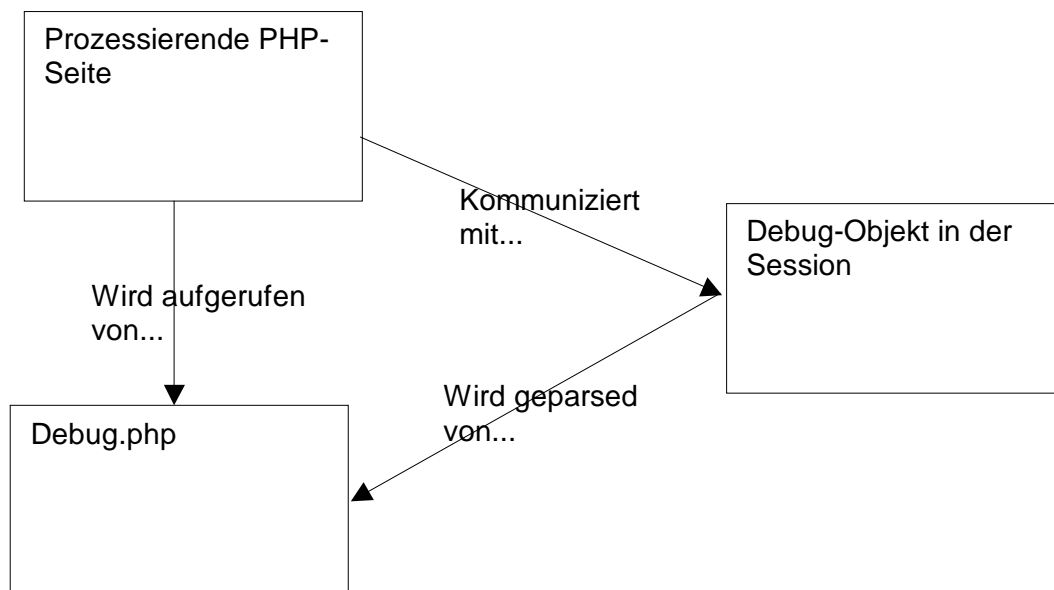 Prozessierende PHP-
Seite
Kommuniziert
mit...
Debug-Objekt in der
Session
Wird aufgerufen
von...
Wird geparsed
von...
Debug.php